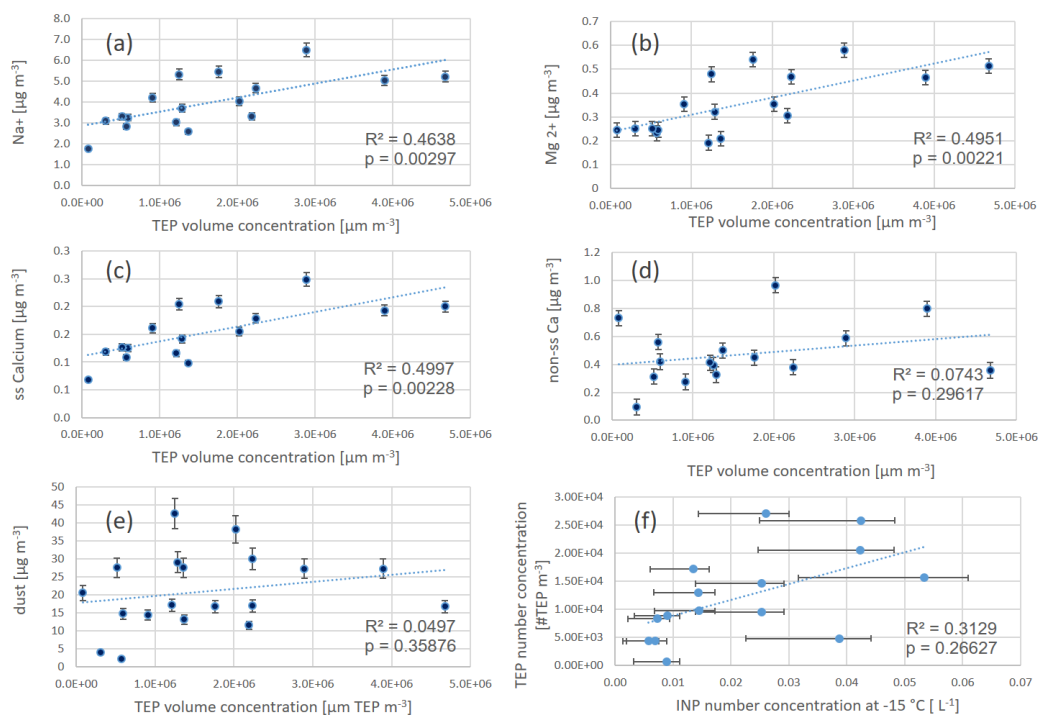 (a)
Na+ [µg m-3]
8.0
7.0
6.0
5.0
4.0
3.0
2.0
1.0
0.0
R² = 0.4638
p = 0.00297
0.0E+00 1.0E+06 2.0E+06 3.0E+06 4.0E+06 5.0E+06
TEP volume concentration [µm m-3]
(b)
Mg 2+ [µg m-3]
0.7
0.6
0.5
0.4
0.3
0.2
0.1
0
R² = 0.4951
p = 0.00221
0.0E+00 1.0E+06 2.0E+06 3.0E+06 4.0E+06 5.0E+06
TEP volume concentration [µm m-3]
(c)
ss Calcium [µg m-3]
0.3
0.3
0.2
0.2
0.1
0.1
0.0
R² = 0.4997
p = 0.00228
0.0E+00 1.0E+06 2.0E+06 3.0E+06 4.0E+06 5.0E+06
TEP volume concentration [µm m-3]
(d)
non-ss Ca [µg m-3]
1.2
1.0
0.8
0.6
0.4
0.2
0.0
R² = 0.0743
p = 0.29617
0.0E+00 1.0E+06 2.0E+06 3.0E+06 4.0E+06 5.0E+06
TEP volume concentration [µm m-3]
(e)
dust [µg m-3]
50
45
40
35
30
25
20
15
10
5
0
R² = 0.0497
p = 0.35876
0.0E+00 1.0E+06 2.0E+06 3.0E+06 4.0E+06 5.0E+06
TEP volume concentration [µm TEP m-3]
(f)
TEP number concentration
[#TEP m-3]
3.00E+04
2.50E+04
2.00E+04
1.50E+04
1.00E+04
5.00E+03
0.00E+00
R² = 0.3129
p = 0.26627
0.00 0.01 0.02 0.03 0.04 0.05 0.06 0.07
INP number concentration at -15 °C [ L-1]